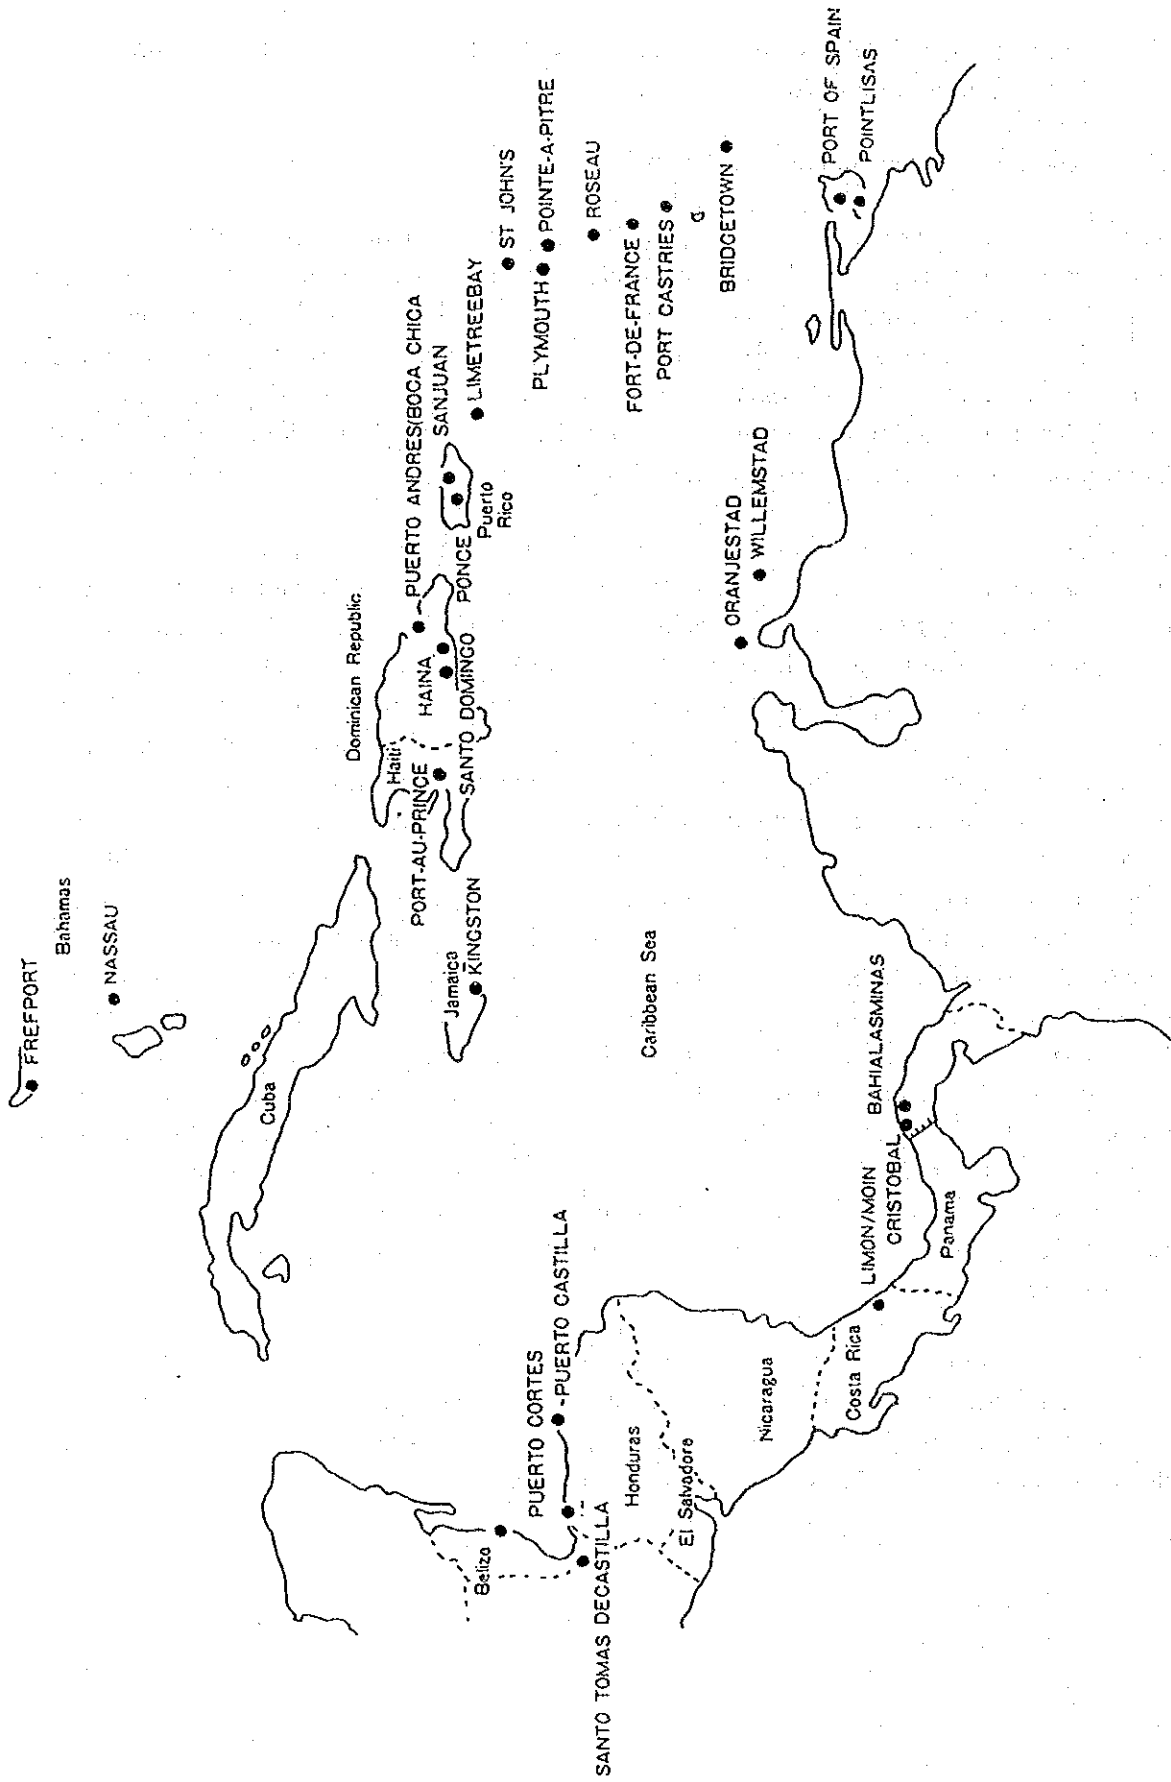 FREFPORT
Bahamas
NASSAU
Cuba
Dominican Republic
Haiti
PORT-AU-PRINCE
HAINA
SANTO DOMINGO
PUERTO ANDRES(BOCA CHICA
SANJUAN
PONCE
Puerto
Rico
LIMETREEBAY
Jamaica
KINGSTON
ST JOHN'S
PLYMOUTH
POINTE-A-PITRE
ROSEAU
FORT-DE-FRANCE
PORT CASTRIES
BRIDGETOWN
Caribbean Sea
Belize
PUERTO CORTES
PUERTO CASTILLA
SANTO TOMAS DECASTILLA
Honduras
El Salvadore
Nicaragua
Costa Rica
LIMON/MOIN
CRISTOBAL
BAHIALASMINAS
Panama
ORANJESTAD
WILLEMSTAD
PORT OF SPAIN
POINTLISAS